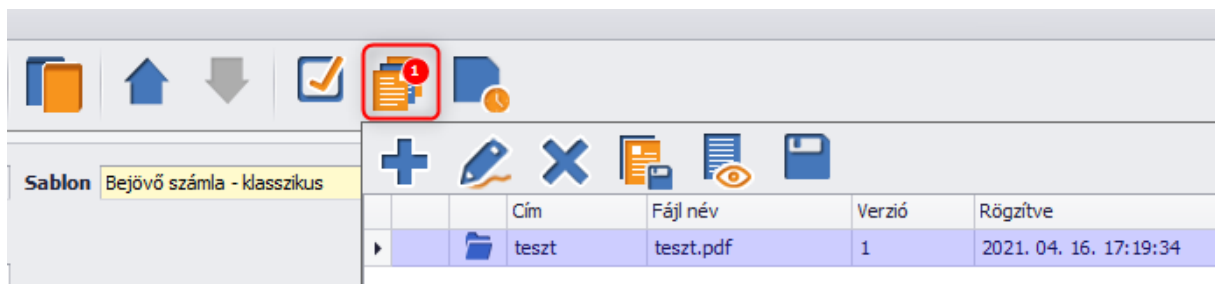 1
Sablon Bejövő számla - klasszikus
Cím Fájl név Verzió Rögzítve
teszt teszt.pdf 1 2021. 04. 16. 17:19:34